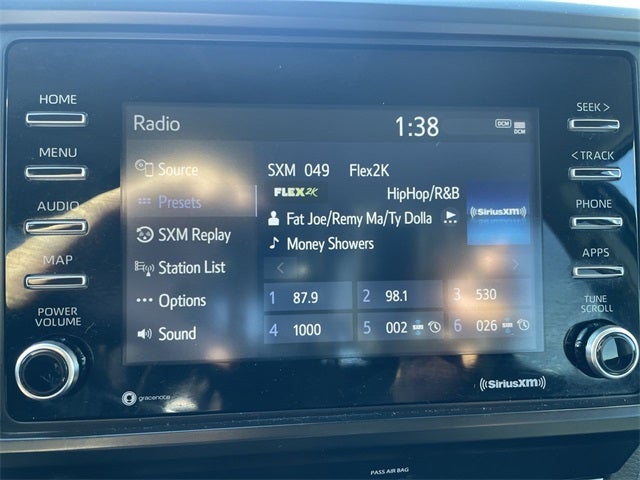 HOME
MENU
AUDIO
MAP
POWER
VOLUME
gracenote
Radio
1:38
DCM
DCM
Source
Presets
SXM Replay
Station List
Options
Sound
SXM 049 Flex2K
FLEX2K
HipHop/R&B
Fat Joe/Remy Ma/Ty Dolla
Money Showers
((SiriusXM))
1 87.9
2 98.1
3 530
4 1000
5 002
6 026
SEEK >
< TRACK
PHONE
APPS
TUNE
SCROLL
((SiriusXM))
PASS AIR BAG